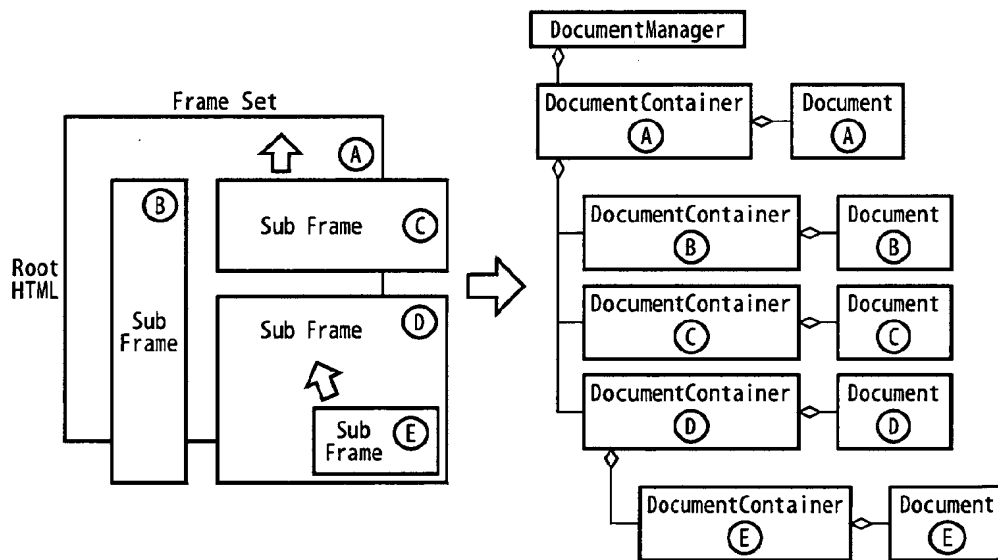 Frame Set
A
B
Sub Frame
C
Root
HTML
Sub
Frame
Sub Frame
D
Sub
Frame
E
DocumentManager
DocumentContainer
A
Document
A
DocumentContainer
B
Document
B
DocumentContainer
C
Document
C
DocumentContainer
D
Document
D
DocumentContainer
E
Document
E